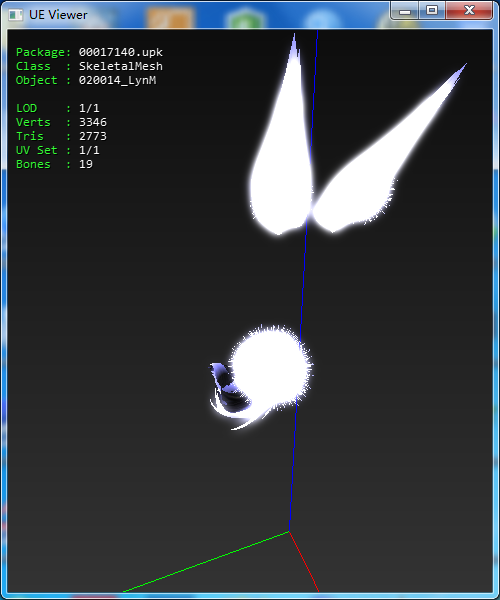 UE Viewer
Package: 00017140.upk
Class  : SkeletalMesh
Object : 020014_LynM
LOD    : 1/1
Verts  : 3346
Tris   : 2773
UV Set : 1/1
Bones  : 19